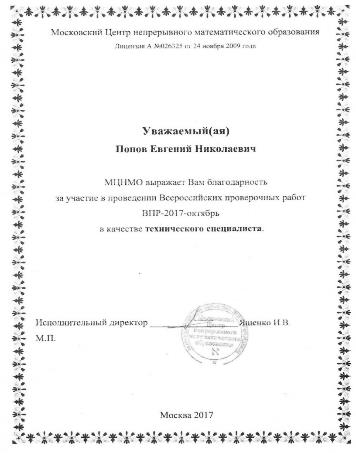 Московский Центр непрерывного математического образования
Лицензия А №026325 от 24 ноября 2009 года
Уважаемый(ая)
Попов Евгений Николаевич
МЦНМО выражает Вам благодарность
за участие в проведении Всероссийских проверочных работ
ВПР-2017-октябрь
в качестве технического специалиста.
Исполнительный директор Ященко И.В.
М.П.
Москва 2017